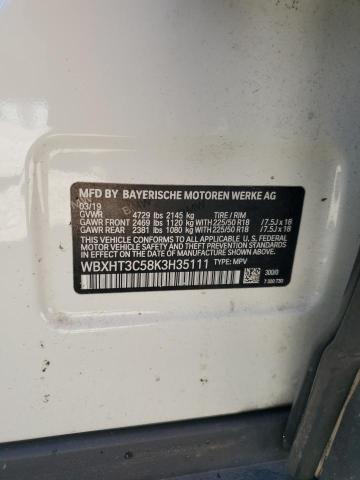 MFD BY BAYERISCHE MOTOREN WERKE AG
03/19
GVWR 4729 lbs 2145 kg TIRE / RIM
GAWR FRONT 2469 lbs 1120 kg WITH 225/50 R18 /7.5J x 18
GAWR REAR 2381 lbs 1080 kg WITH 225/50 R18 /7.5J x 18
THIS VEHICLE CONFORMS TO ALL APPLICABLE U.S. FEDERAL
MOTOR VEHICLE SAFETY, BUMPER AND THEFT PREVENTION
STANDARDS IN EFFECT ON THE DATE OF MANUFACTURE
SHOWN ABOVE.
WBXHT3C58K3H35111 TYPE: MPV
300/0